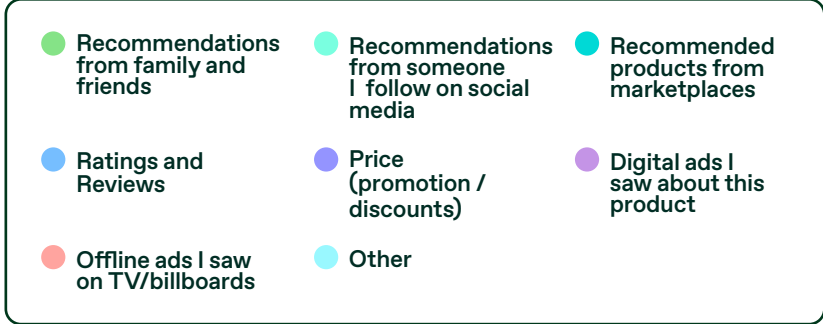 Recommendations
from family and
friends
Recommendations
from someone
I follow on social
media
Recommended
products from
marketplaces
Ratings and
Reviews
Price
(promotion /
discounts)
Digital ads I
saw about this
product
Offline ads I saw
on TV/billboards
Other